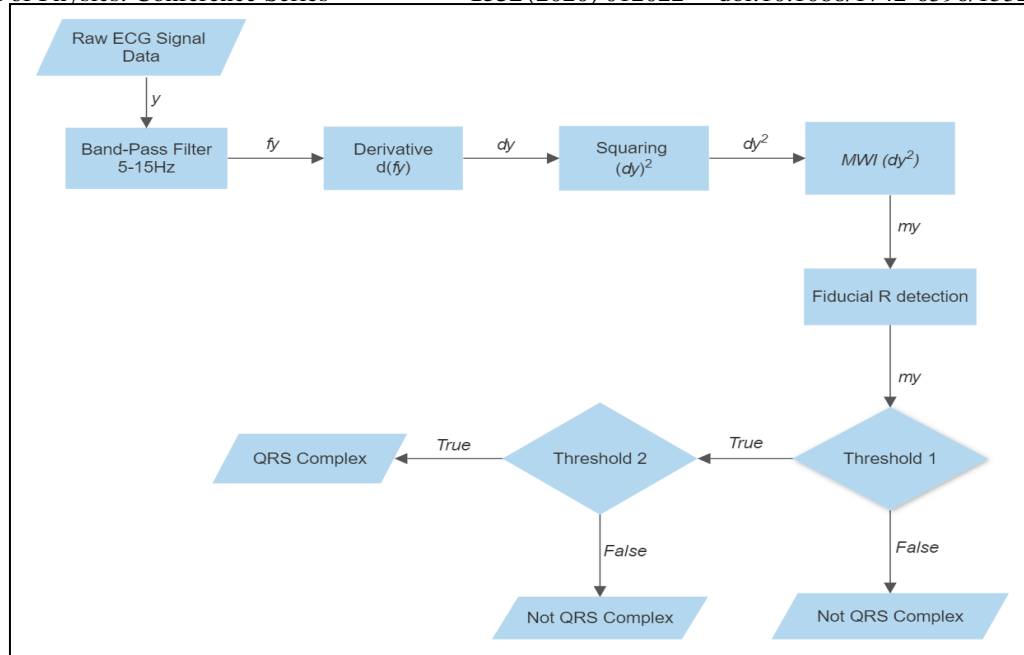 Raw ECG Signal
Data
y
Band-Pass Filter
5-15Hz
fy
Derivative
d(fy)
dy
Squaring
(dy)²
dy²
MWI (dy²)
my
Fiducial R detection
my
Threshold 1
True
Threshold 2
True
QRS Complex
False
Not QRS Complex
False
Not QRS Complex